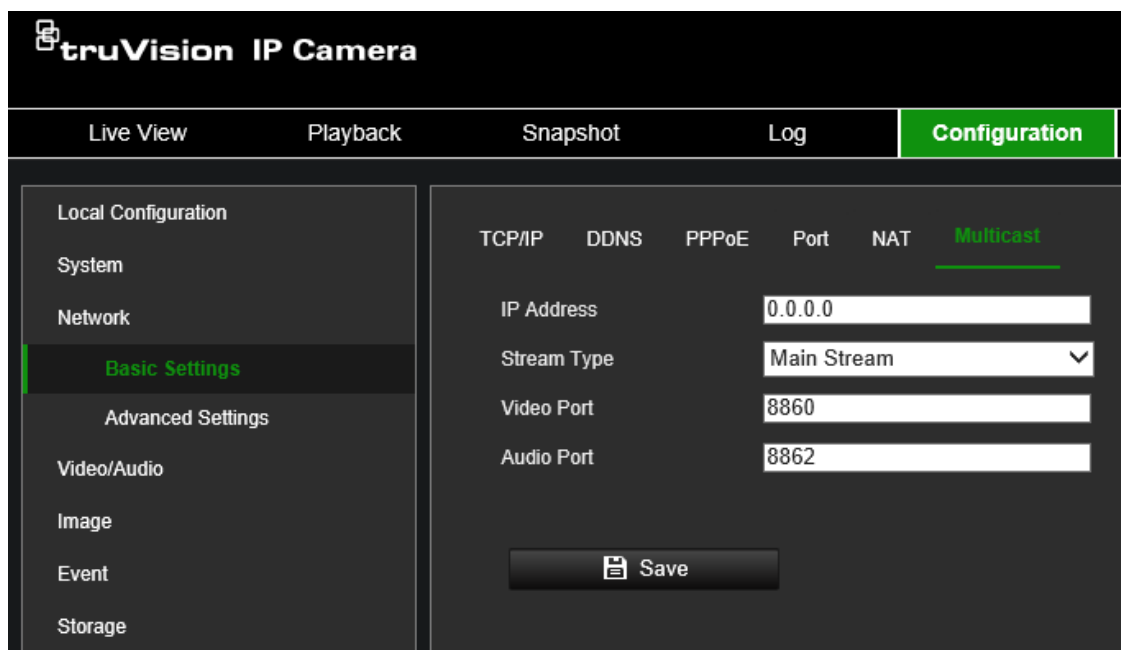 truVision IP Camera
Live View Playback Snapshot Log Configuration
Local Configuration
System
Network
Basic Settings
Advanced Settings
Video/Audio
Image
Event
Storage
TCP/IP DDNS PPPoE Port NAT Multicast
IP Address 0.0.0.0
Stream Type Main Stream
Video Port 8860
Audio Port 8862
Save